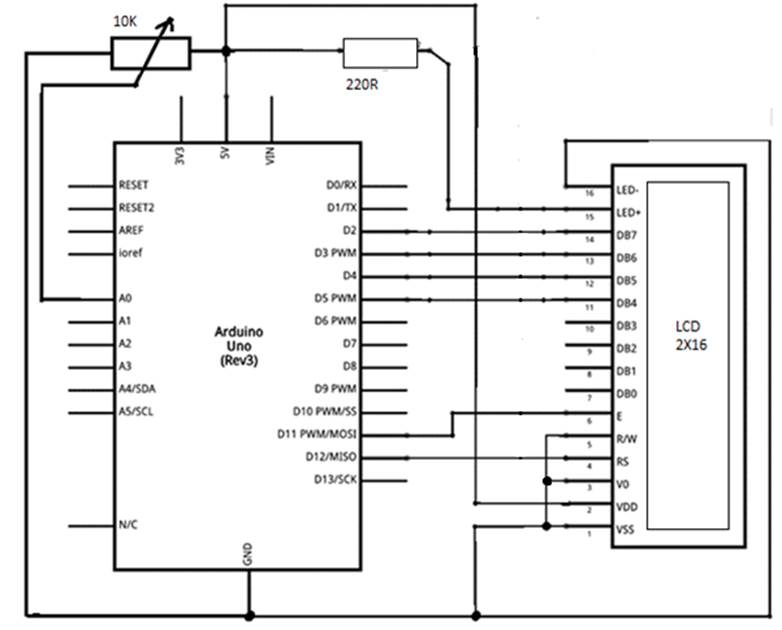 10K
220R
3V3
5V
VIN
RESET
RESET2
AREF
ioref
A0
A1
A2
A3
A4/SDA
A5/SCL
N/C
D0/RX
D1/TX
D2
D3 PWM
D4
D5 PWM
D6 PWM
D7
D8
D9 PWM
D10 PWM/SS
D11 PWM/MOSI
D12/MISO
D13/SCK
Arduino
Uno
(Rev3)
GND
16 LED-
15 LED+
14 DB7
13 DB6
12 DB5
11 DB4
10 DB3
9 DB2
8 DB1
7 DB0
6 E
5 R/W
4 RS
3 V0
2 VDD
1 VSS
LCD
2X16